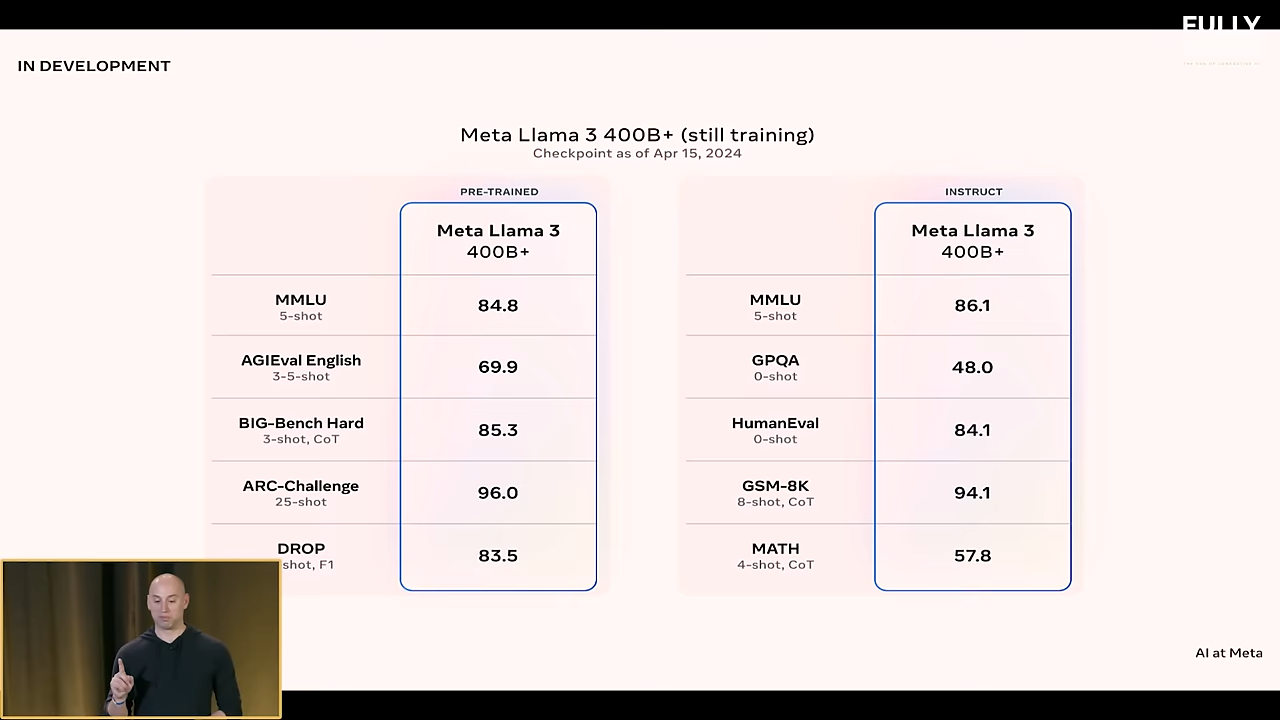 FULLY
IN DEVELOPMENT
Meta Llama 3 400B+ (still training)
Checkpoint as of Apr 15, 2024
PRE-TRAINED
Meta Llama 3
400B+
MMLU
5-shot
84.8
AGIEval English
3-5-shot
69.9
BIG-Bench Hard
3-shot, CoT
85.3
ARC-Challenge
25-shot
96.0
DROP
shot, F1
83.5
INSTRUCT
Meta Llama 3
400B+
MMLU
5-shot
86.1
GPQA
0-shot
48.0
HumanEval
0-shot
84.1
GSM-8K
8-shot, CoT
94.1
MATH
4-shot, CoT
57.8
AI at Meta